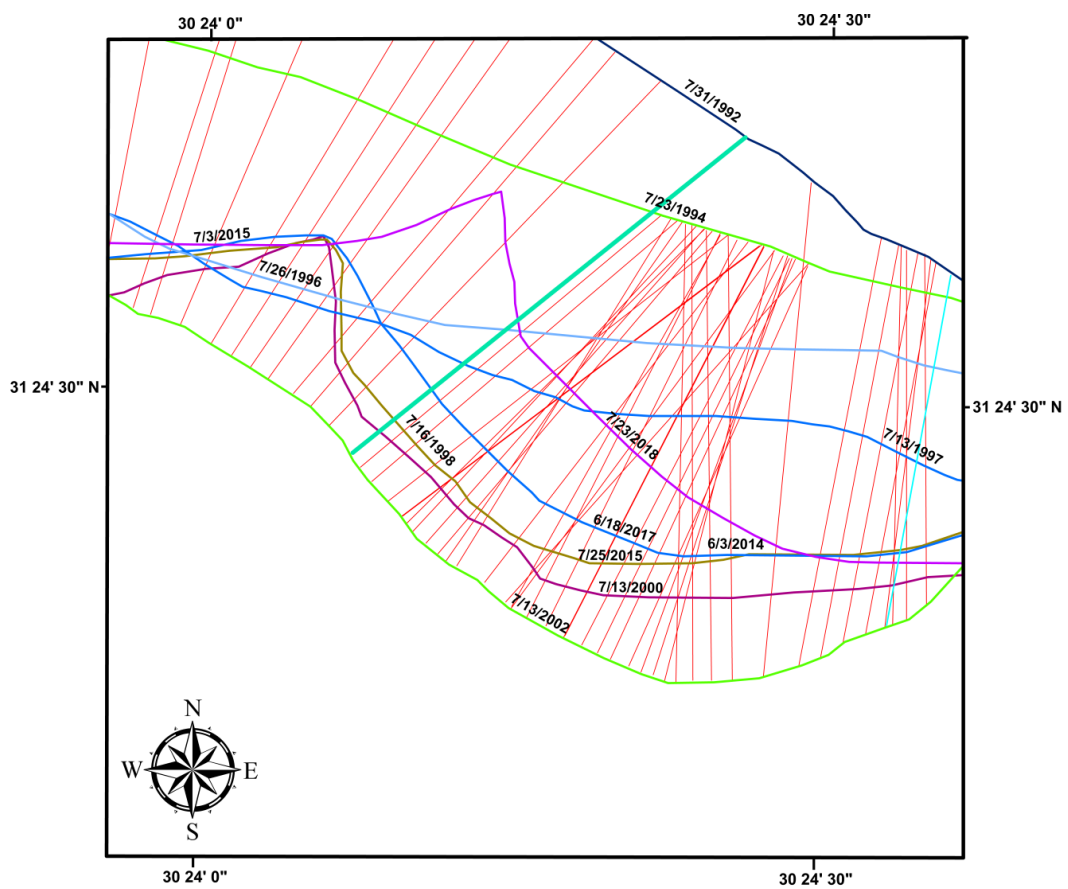 30 24' 0"
30 24' 30"
7/31/1992
7/23/1994
7/3/2015
7/26/1996
31 24' 30" N
31 24' 30" N
7/16/1998
7/23/2018
7/13/1997
6/18/2017
6/3/2014
7/25/2015
7/13/2000
7/13/2002
N
W
E
S
30 24' 0"
30 24' 30"